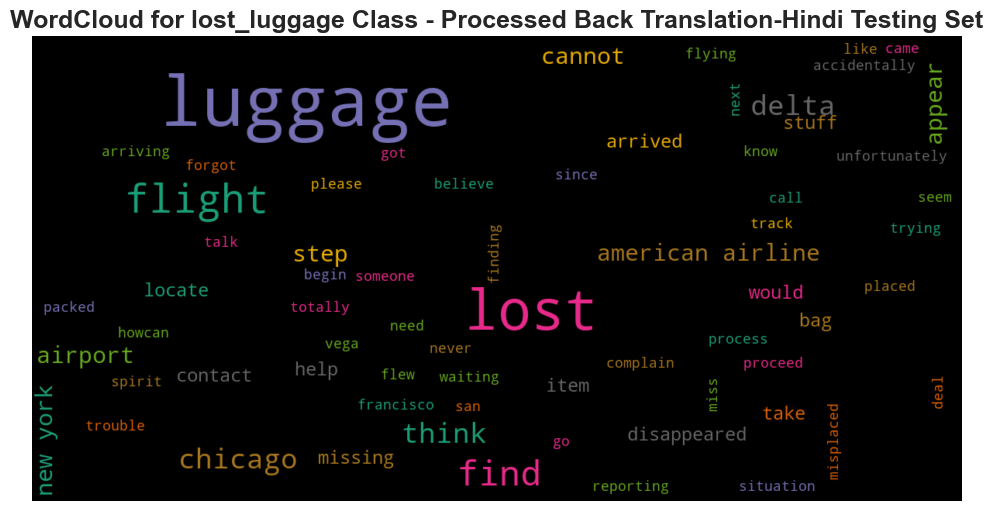 WordCloud for lost_luggage Class - Processed Back Translation-Hindi Testing Set
like came
cannot
flying
accidentally
luggage
next
delta
appear
stuff
arrived
arriving
got
know
unfortunately
forgot
please
believe
since
flight
call
seem
track
trying
talk
step
finding
american airline
begin someone
locate
lost
would
placed
packed
totally
bag
howcan
need
vega
never
process
airport
complain
proceed
spirit
contact
help
flew
waiting
item
miss
deal
new york
francisco
san
take
trouble
think
go
disappeared
misplaced
chicago
missing
find
reporting
situation